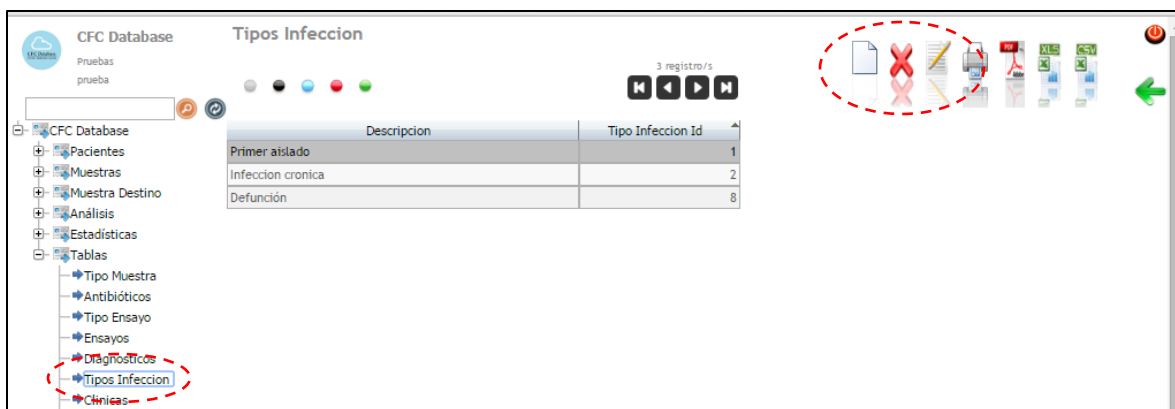 CFC Database
Pruebas
prueba
Tipos Infeccion
3 registro/s
PDF
XLS
CSV
Descripcion
Tipo Infeccion Id
Primer aislado
1
Infeccion cronica
2
Defunción
8
CFC Database
Pacientes
Muestras
Muestra Destino
Análisis
Estadísticas
Tablas
Tipo Muestra
Antibióticos
Tipo Ensayo
Ensayos
Diagnosticos
Tipos Infeccion
Clinicas